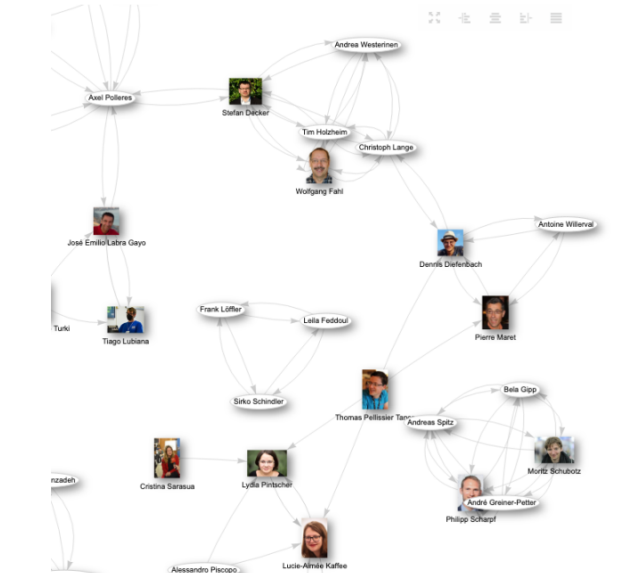 Andrea Westerinen
Axel Polleres
Stefan Decker
Tim Holzheim
Christoph Lange
Wolfgang Fahl
Antoine Willerval
José Emilio Labra Gayo
Dennis Diefenbach
Frank Löffler
Leila Feddoul
Turki
Tiago Lubiana
Pierre Maret
Bela Gipp
Sirko Schindler
Thomas Pellissier Tano
Andreas Spitz
Moritz Schubotz
nzadeh
Cristina Sarasua
Lydia Pintscher
André Greiner-Petter
Philipp Scharpf
Alessandro Piscopo
Lucie-Aimée Kaffee